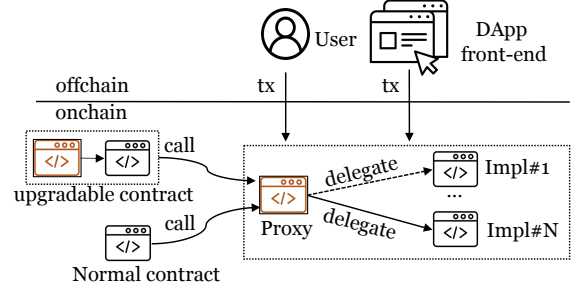 User
DApp
front-end
tx
tx
offchain
onchain
</>
</>
call
upgradable contract
</>
call
Normal contract
</>
Proxy
delegate
delegate
</>
Impl#1
...
</>
Impl#N